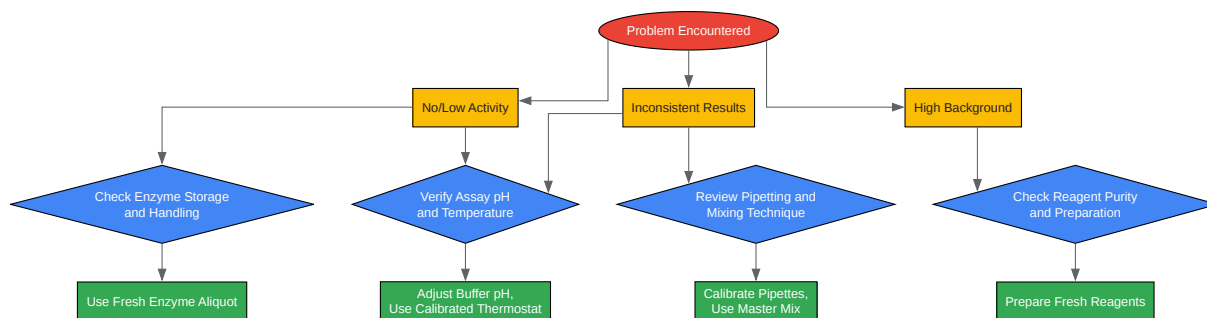 Problem Encountered
No/Low Activity
Inconsistent Results
High Background
Check Enzyme Storage
and Handling
Verify Assay pH
and Temperature
Review Pipetting and
Mixing Technique
Check Reagent Purity
and Preparation
Use Fresh Enzyme Aliquot
Adjust Buffer pH,
Use Calibrated Thermostat
Calibrate Pipettes,
Use Master Mix
Prepare Fresh Reagents